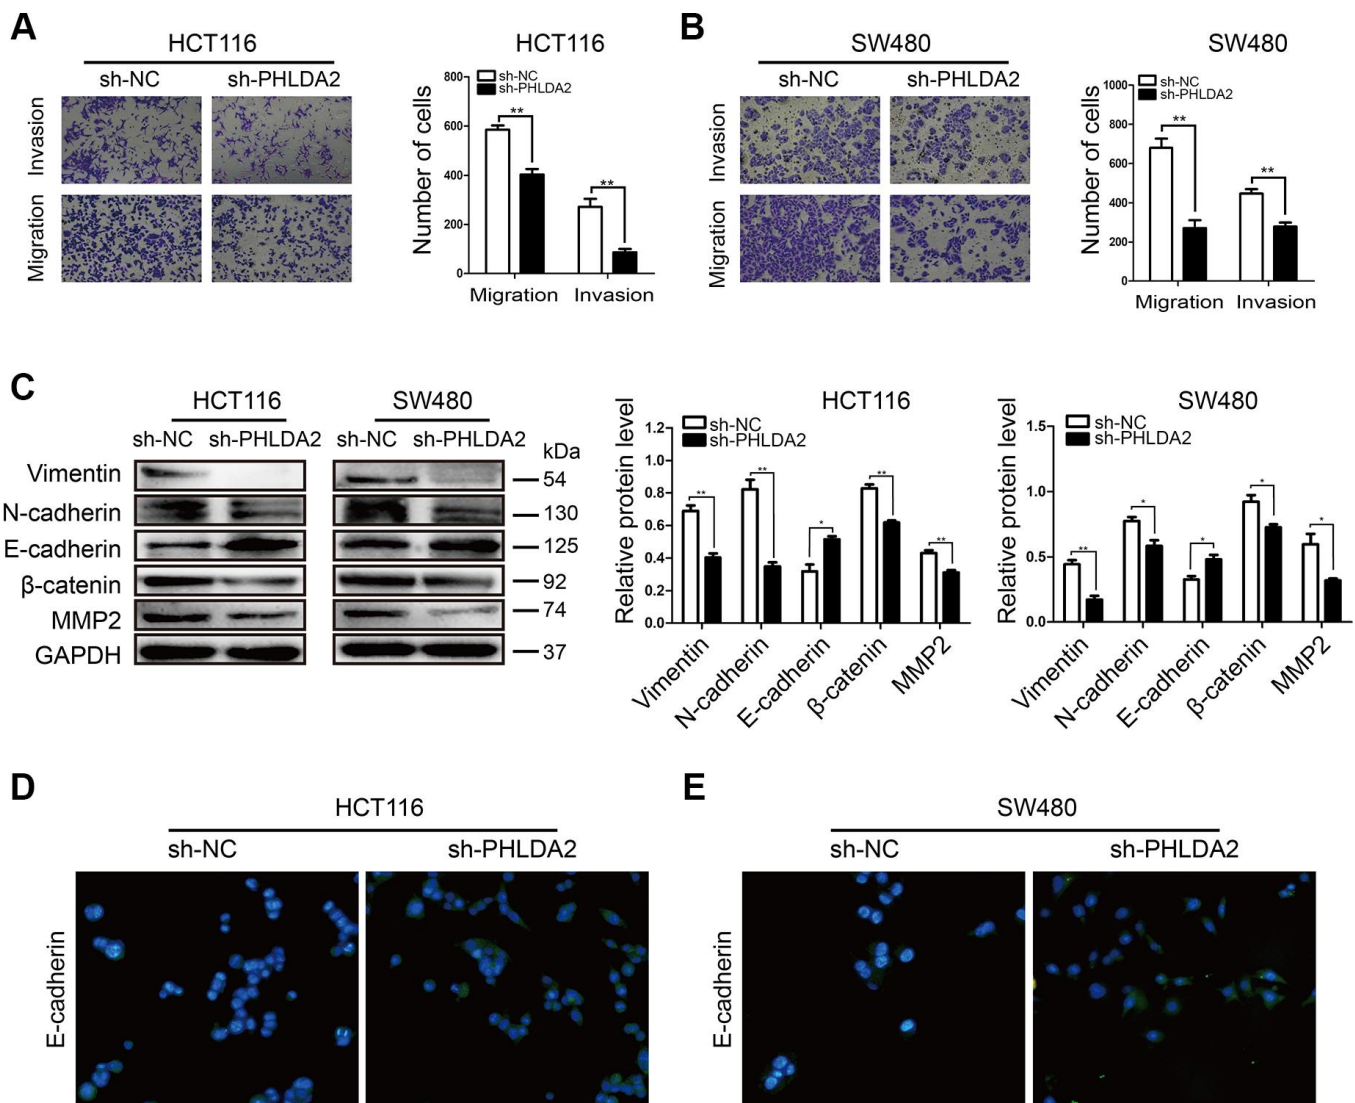 A
HCT116
sh-NC sh-PHLDA2
Invasion
Migration
HCT116
sh-NC
sh-PHLDA2
Number of cells
800
600
400
200
0
**
**
Migration Invasion
B
SW480
sh-NC sh-PHLDA2
Invasion
Migration
SW480
sh-NC
sh-PHLDA2
Number of cells
1000
800
600
400
200
0
**
**
Migration Invasion
C
HCT116 SW480
sh-NC sh-PHLDA2 sh-NC sh-PHLDA2
kDa
Vimentin 54
N-cadherin 130
E-cadherin 125
β-catenin 92
MMP2 74
GAPDH 37
HCT116
sh-NC
sh-PHLDA2
Relative protein level
1.2
1.0
0.8
0.6
0.4
0.2
0.0
** ** * ** **
Vimentin N-cadherin E-cadherin β-catenin MMP2
SW480
sh-NC
sh-PHLDA2
Relative protein level
1.5
1.0
0.5
0.0
** * * * *
Vimentin N-cadherin E-cadherin β-catenin MMP2
D
HCT116
sh-NC sh-PHLDA2
E-cadherin
E
SW480
sh-NC sh-PHLDA2
E-cadherin